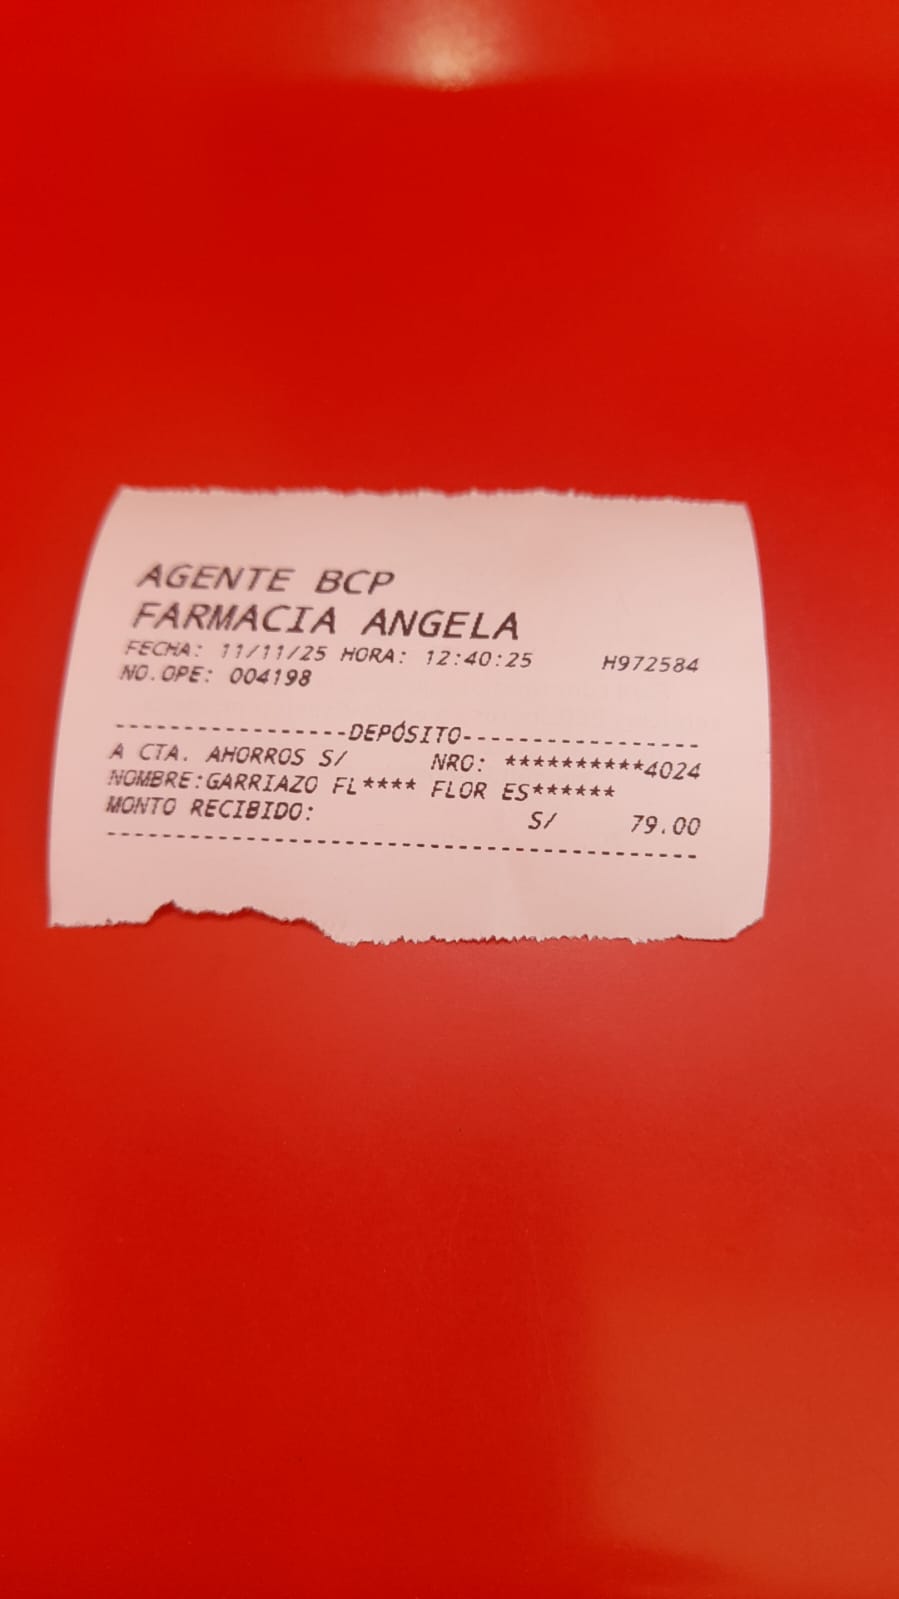 AGENTE BCP
FARMACIA ANGELA
FECHA: 11/11/25 HORA: 12:40:25 H972584
NO.OPE: 004198
-----------------DEPÓSITO-----------------
A CTA. AHORROS S/ NRO: **********4024
NOMBRE:GARRIAZO FL**** FLOR ES******
MONTO RECIBIDO: S/ 79.00
------------------------------------------